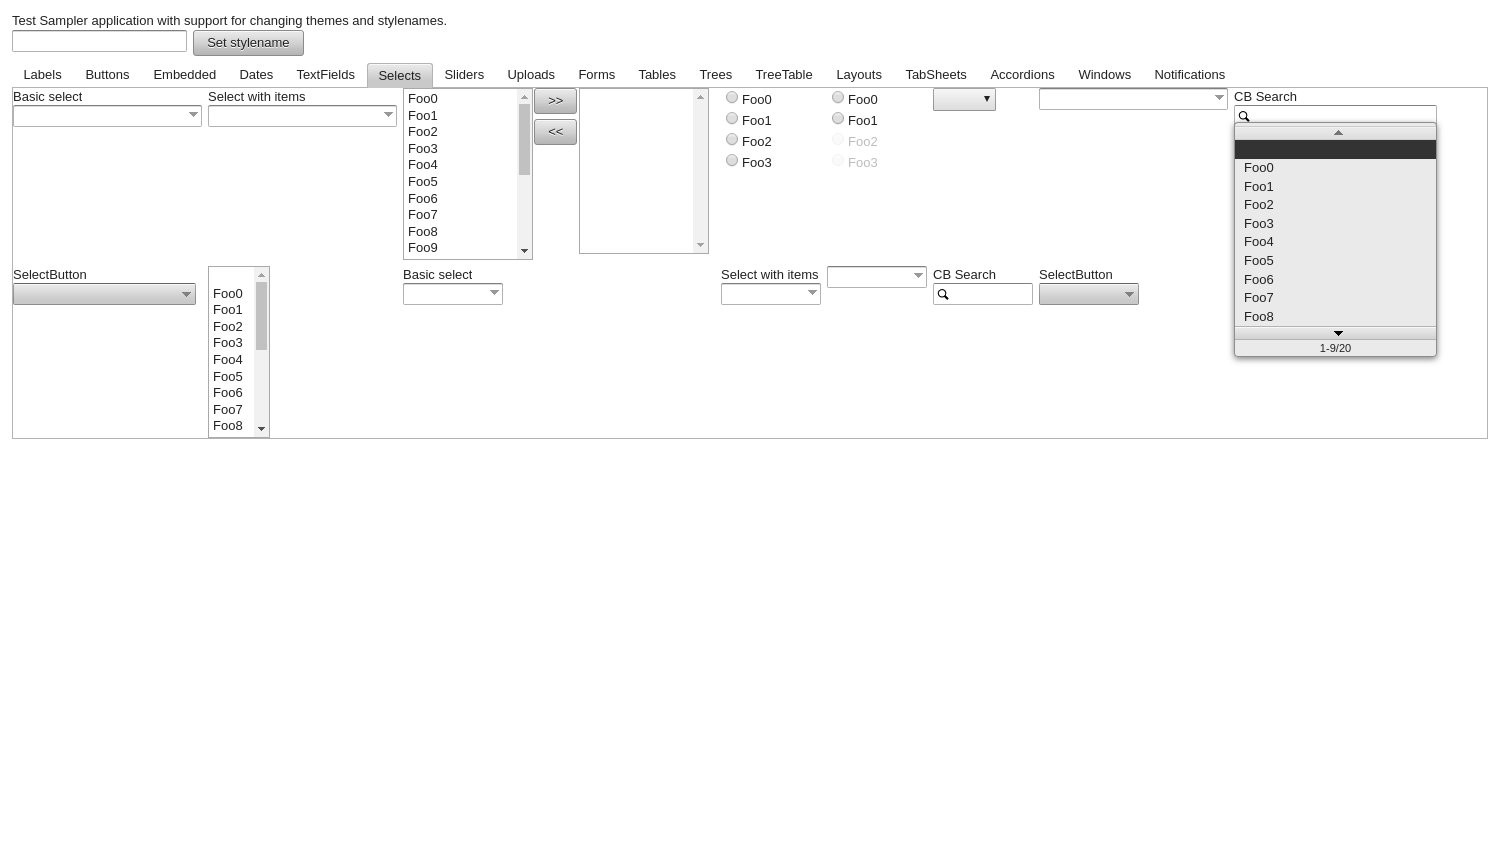 Test Sampler application with support for changing themes and stylenames.
Set stylename
Labels Buttons Embedded Dates TextFields Selects Sliders Uploads Forms Tables Trees TreeTable Layouts TabSheets Accordions Windows Notifications
Basic select
Select with items
Foo0
Foo1
Foo2
Foo3
Foo4
Foo5
Foo6
Foo7
Foo8
Foo9
>>
<<
Foo0
Foo1
Foo2
Foo3
Foo0
Foo1
Foo2
Foo3
CB Search
Foo0
Foo1
Foo2
Foo3
Foo4
Foo5
Foo6
Foo7
Foo8
1-9/20
SelectButton
Foo0
Foo1
Foo2
Foo3
Foo4
Foo5
Foo6
Foo7
Foo8
Basic select
Select with items
CB Search
SelectButton